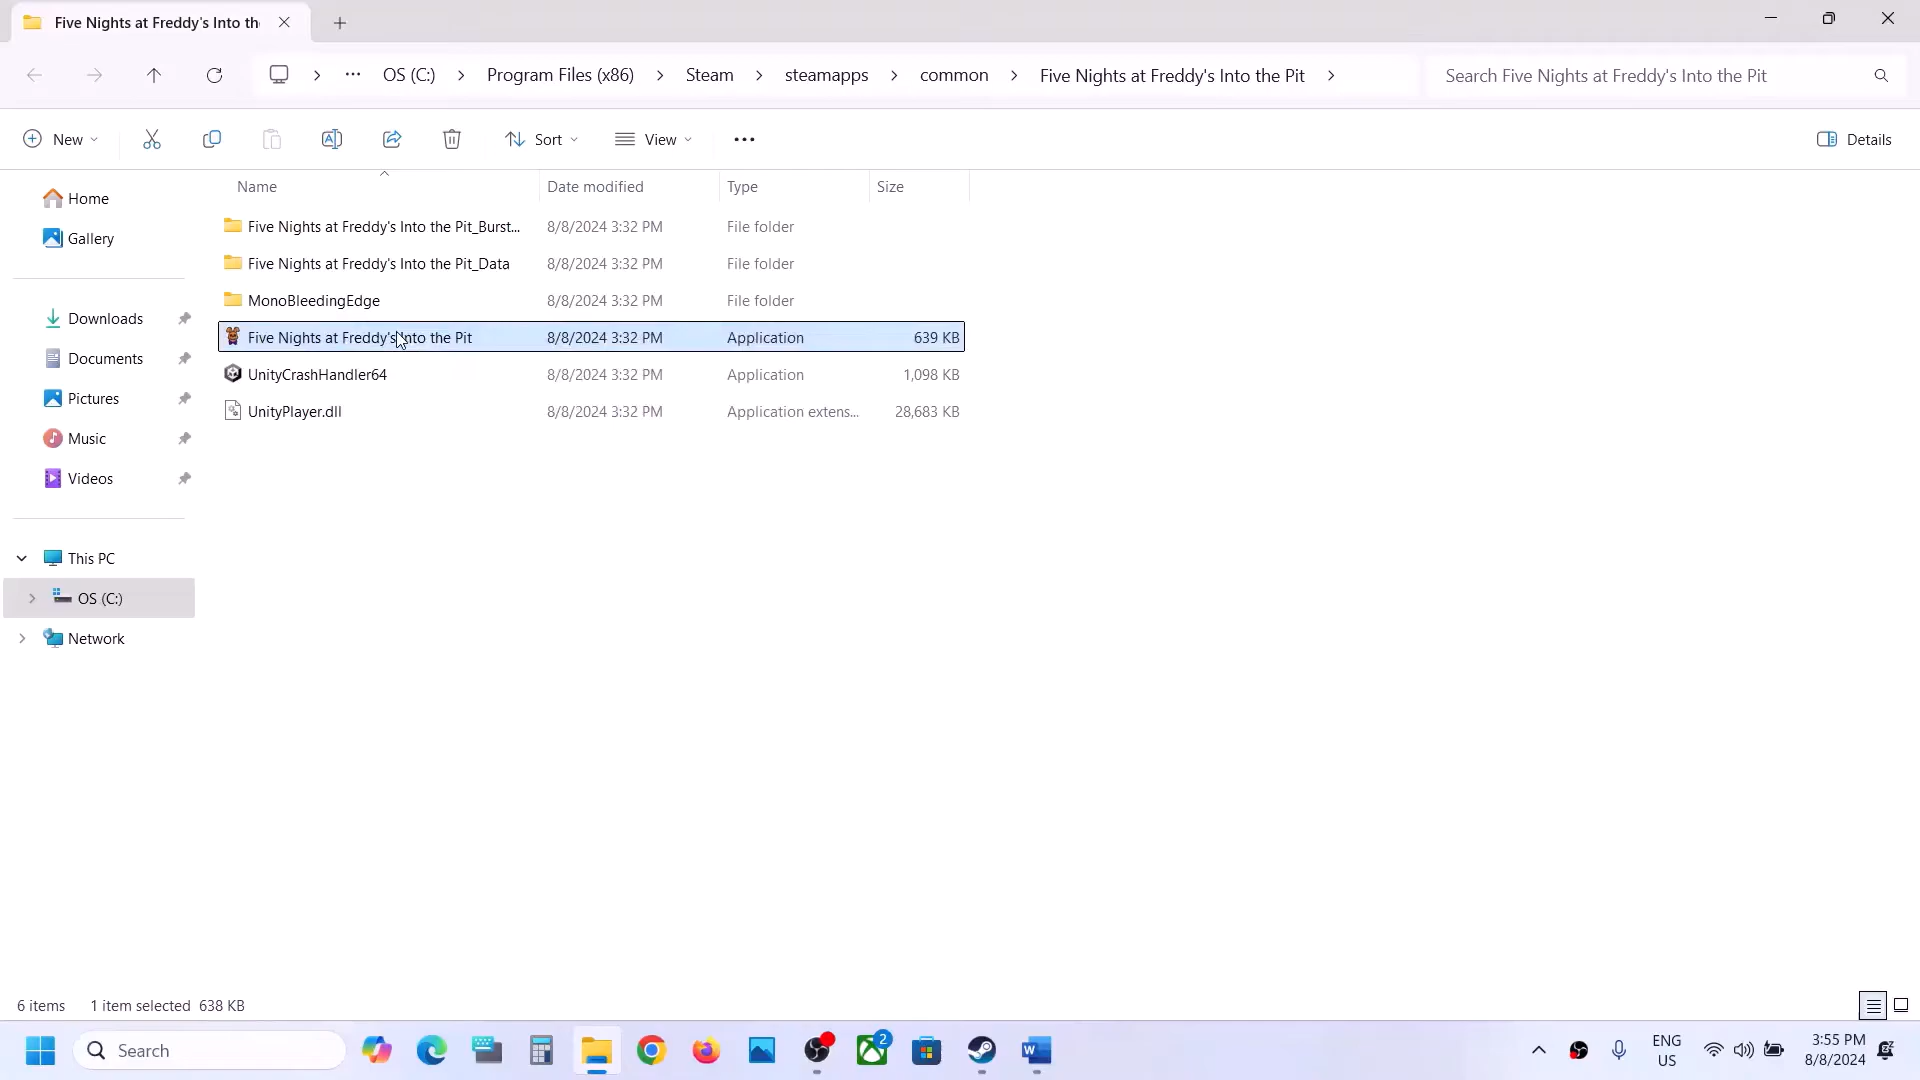 Five Nights at Freddy's Into the
OS (C:)
Program Files (x86)
Steam
steamapps
common
Five Nights at Freddy's Into the Pit
Search Five Nights at Freddy's Into the Pit
New
Sort
View
Details
Name
Date modified
Type
Size
Home
Gallery
Downloads
Documents
Pictures
Music
Videos
This PC
OS (C:)
Network
Five Nights at Freddy's Into the Pit_Burst... 8/8/2024 3:32 PM File folder
Five Nights at Freddy's Into the Pit_Data 8/8/2024 3:32 PM File folder
MonoBleedingEdge 8/8/2024 3:32 PM File folder
Five Nights at Freddy's Into the Pit 8/8/2024 3:32 PM Application 639 KB
UnityCrashHandler64 8/8/2024 3:32 PM Application 1,098 KB
UnityPlayer.dll 8/8/2024 3:32 PM Application extens... 28,683 KB
6 items 1 item selected 638 KB
Search
2
ENG
US
3:55 PM
8/8/2024